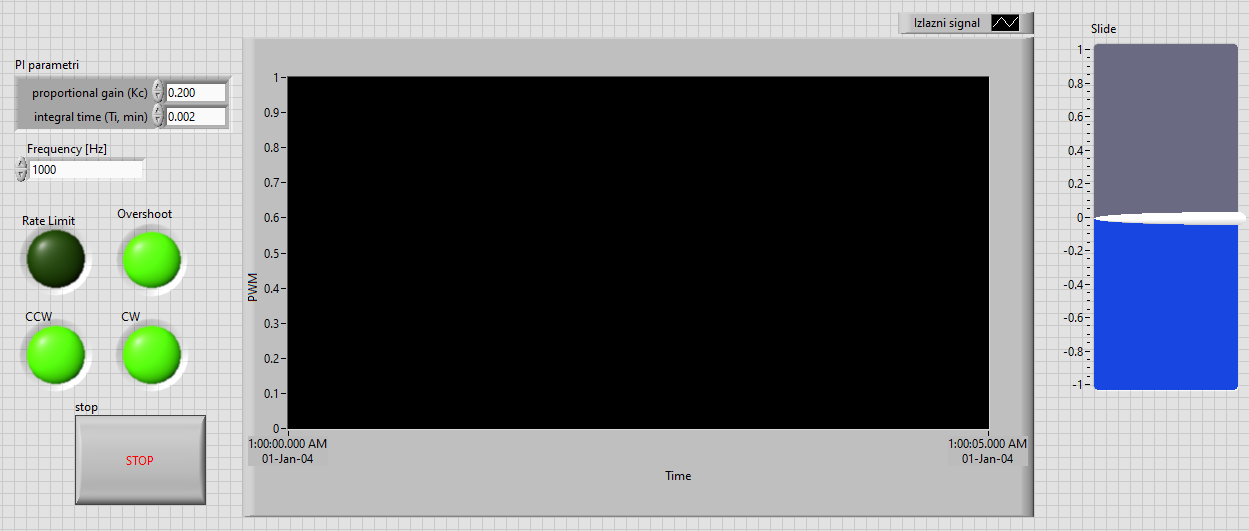 Izlazni signal
Slide
PI parametri
proportional gain (Kc) 0.200
integral time (Ti, min) 0.002
Frequency [Hz]
1000
Rate Limit
Overshoot
CCW
CW
stop
STOP
PWM
1
0.9
0.8
0.7
0.6
0.5
0.4
0.3
0.2
0.1
0
1:00:00.000 AM
01-Jan-04
1:00:05.000 AM
01-Jan-04
Time
1
0.8
0.6
0.4
0.2
0
-0.2
-0.4
-0.6
-0.8
-1